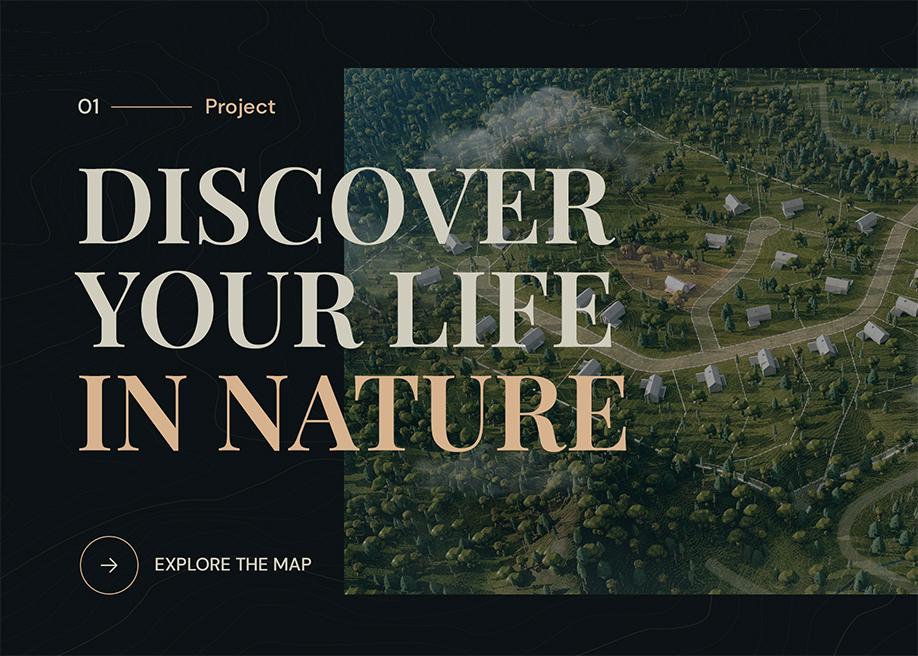 01 Project
DISCOVER
YOUR LIFE
IN NATURE
EXPLORE THE MAP